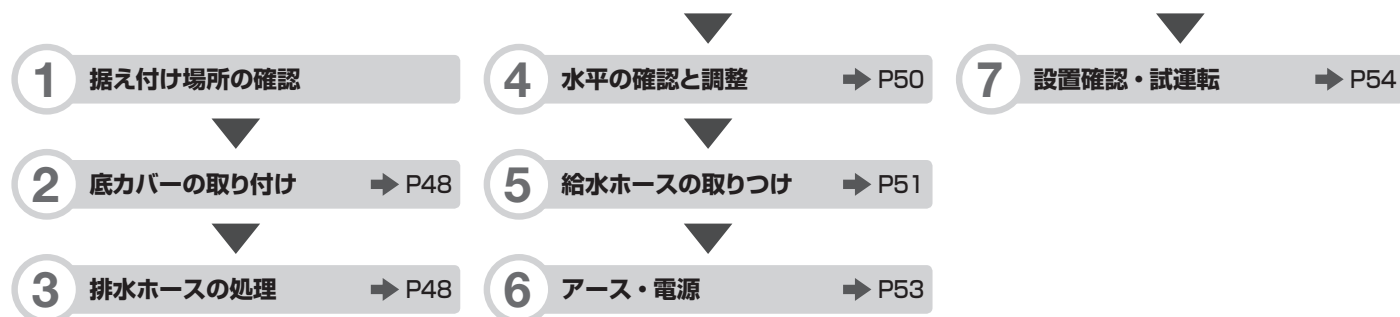 1 据え付け場所の確認
2 底カバーの取り付け ➡ P48
3 排水ホースの処理 ➡ P48
4 水平の確認と調整 ➡ P50
5 給水ホースの取りつけ ➡ P51
6 アース・電源 ➡ P53
7 設置確認・試運転 ➡ P54